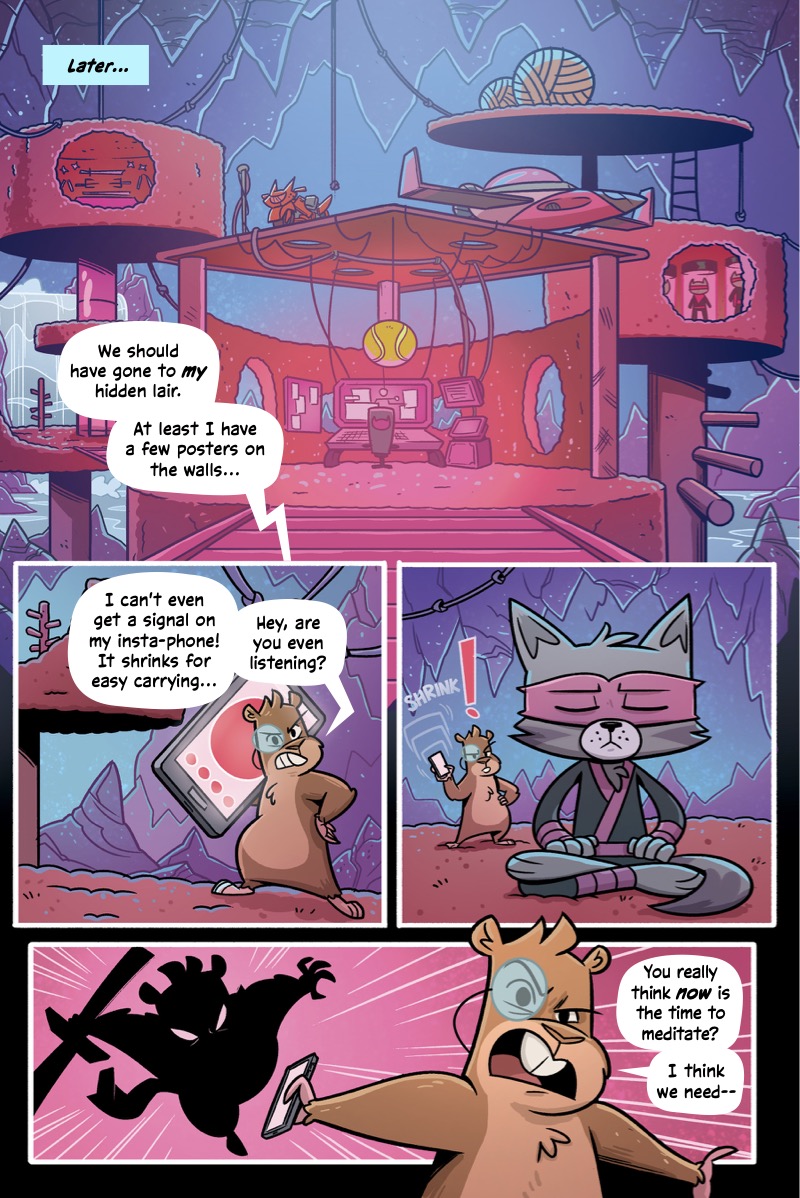 Later...
We should
have gone to my
hidden lair.
At least I have
a few posters on
the walls...
I can't even
get a signal on
my insta-phone!
It shrinks for
easy carrying...
Hey, are
you even
listening?
SHRINK
!
You really
think now is
the time to
meditate?
I think
we need--